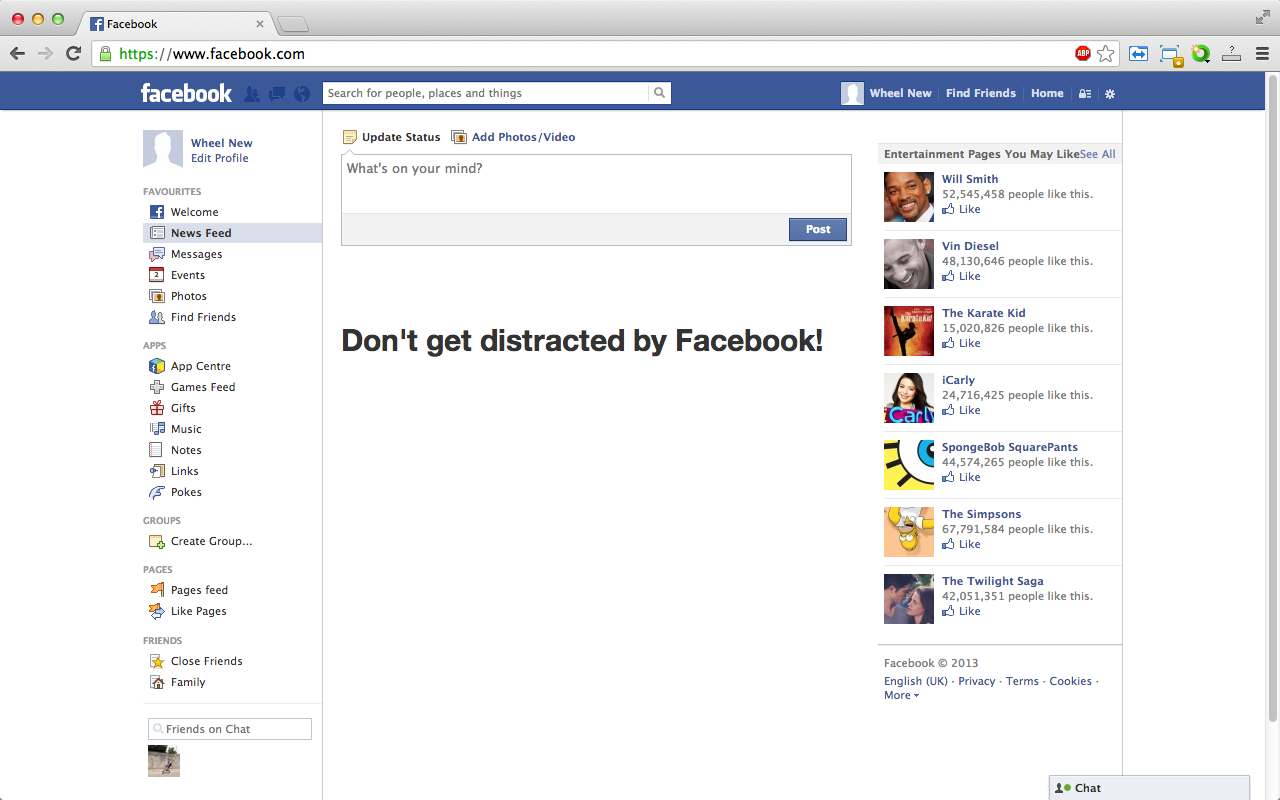 Facebook
https://www.facebook.com
ABP
?
facebook
Search for people, places and things
Wheel New
Find Friends
Home
Wheel New
Edit Profile
FAVOURITES
Welcome
News Feed
Messages
2
Events
Photos
Find Friends
APPS
App Centre
Games Feed
Gifts
Music
Notes
Links
Pokes
GROUPS
Create Group...
PAGES
Pages feed
Like Pages
FRIENDS
Close Friends
Family
Friends on Chat
Update Status
Add Photos/Video
What's on your mind?
Post
Don't get distracted by Facebook!
Entertainment Pages You May Like
See All
Will Smith
52,545,458 people like this.
Like
Vin Diesel
48,130,646 people like this.
Like
The Karate Kid
15,020,826 people like this.
Like
iCarly
24,716,425 people like this.
Like
SpongeBob SquarePants
44,574,265 people like this.
Like
The Simpsons
67,791,584 people like this.
Like
The Twilight Saga
42,051,351 people like this.
Like
Facebook © 2013
English (UK) · Privacy · Terms · Cookies ·
More
Chat